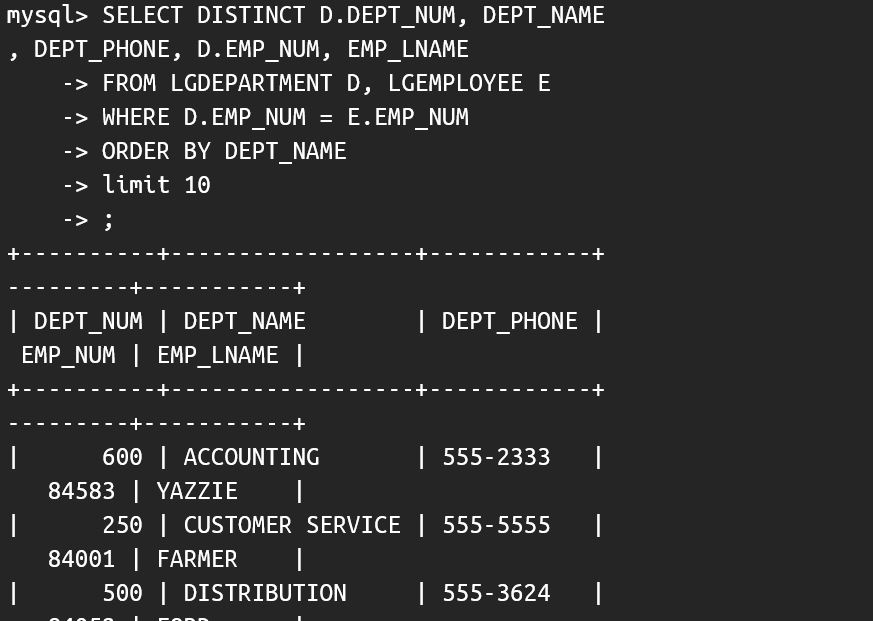 mysql> SELECT DISTINCT D.DEPT_NUM, DEPT_NAME
, DEPT_PHONE, D.EMP_NUM, EMP_LNAME
    -> FROM LGDEPARTMENT D, LGEMPLOYEE E
    -> WHERE D.EMP_NUM = E.EMP_NUM
    -> ORDER BY DEPT_NAME
    -> limit 10
    -> ;
+----------+------------------+------------+
---------+-----------+
| DEPT_NUM | DEPT_NAME        | DEPT_PHONE |
 EMP_NUM | EMP_LNAME |
+----------+------------------+------------+
---------+-----------+
|      600 | ACCOUNTING       | 555-2333   |
   84583 | YAZZIE    |
|      250 | CUSTOMER SERVICE | 555-5555   |
   84001 | FARMER    |
|      500 | DISTRIBUTION     | 555-3624   |